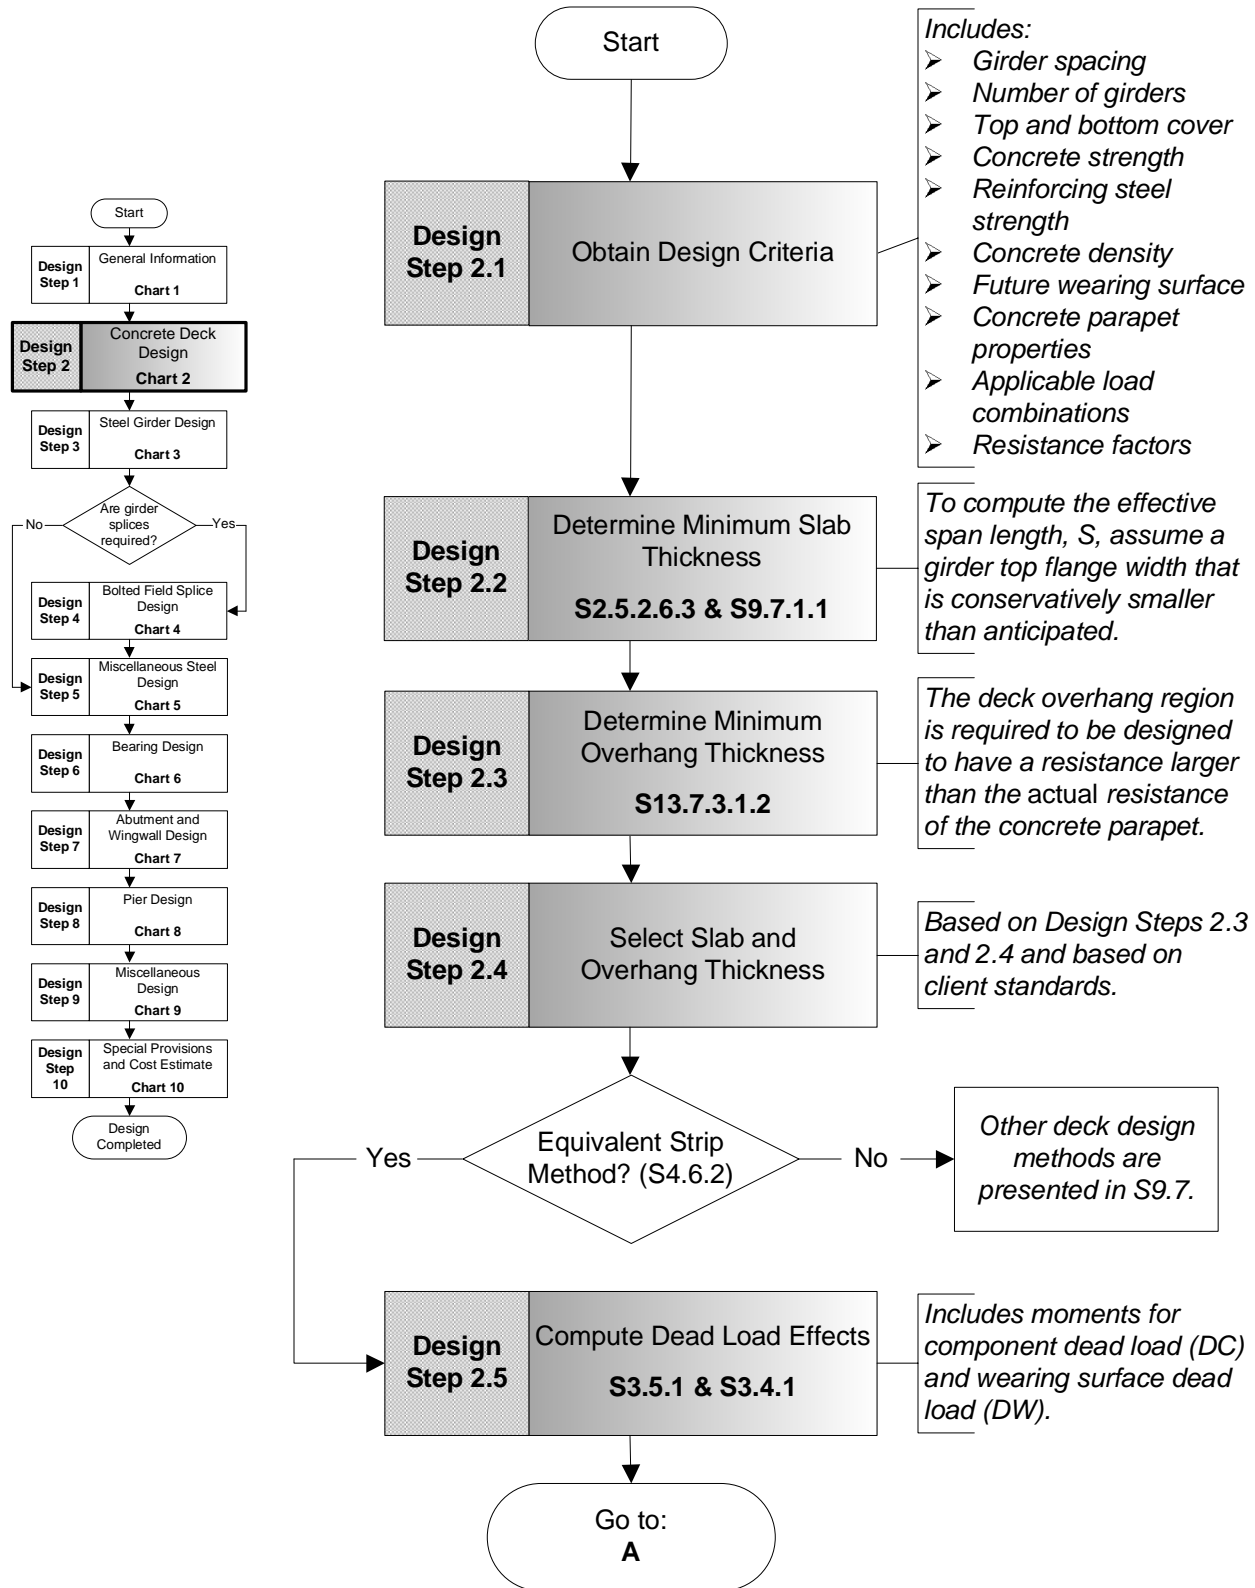 Start
Design
Step 1
General Information
Chart 1
Design
Step 2
Concrete Deck
Design
Chart 2
Design
Step 3
Steel Girder Design
Chart 3
Are girder
splices
required?
No
Yes
Design
Step 4
Bolted Field Splice
Design
Chart 4
Design
Step 5
Miscellaneous Steel
Design
Chart 5
Design
Step 6
Bearing Design
Chart 6
Design
Step 7
Abutment and
Wingwall Design
Chart 7
Design
Step 8
Pier Design
Chart 8
Design
Step 9
Miscellaneous
Design
Chart 9
Design
Step
10
Special Provisions
and Cost Estimate
Chart 10
Design
Completed
Start
Design
Step 2.1
Obtain Design Criteria
Includes:
➢ Girder spacing
➢ Number of girders
➢ Top and bottom cover
➢ Concrete strength
➢ Reinforcing steel
strength
➢ Concrete density
➢ Future wearing surface
➢ Concrete parapet
properties
➢ Applicable load
combinations
➢ Resistance factors
Design
Step 2.2
Determine Minimum Slab
Thickness
S2.5.2.6.3 & S9.7.1.1
To compute the effective
span length, S, assume a
girder top flange width that
is conservatively smaller
than anticipated.
Design
Step 2.3
Determine Minimum
Overhang Thickness
S13.7.3.1.2
The deck overhang region
is required to be designed
to have a resistance larger
than the actual resistance
of the concrete parapet.
Design
Step 2.4
Select Slab and
Overhang Thickness
Based on Design Steps 2.3
and 2.4 and based on
client standards.
Equivalent Strip
Method? (S4.6.2)
Yes
No
Other deck design
methods are
presented in S9.7.
Design
Step 2.5
Compute Dead Load Effects
S3.5.1 & S3.4.1
Includes moments for
component dead load (DC)
and wearing surface dead
load (DW).
Go to:
A